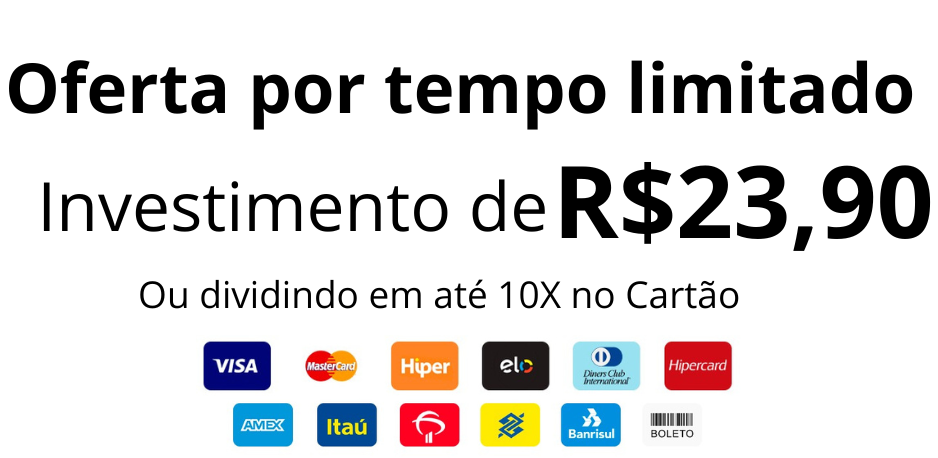 Oferta por tempo limitado
Investimento de R$23,90
Ou dividindo em até 10X no Cartão
VISA MasterCard Hiper elo Diners Club International Hipercard
AMEX Itaú Banrisul BOLETO